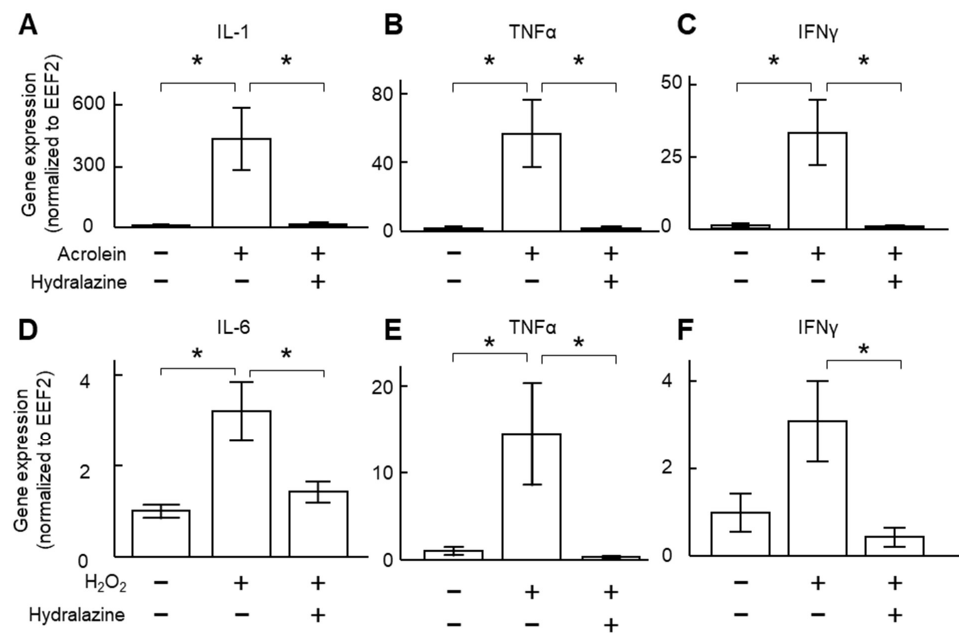 A IL-1
B TNFα
C IFNγ
* * * * * *
Gene expression
(normalized to EEF2)
600
300
0
80
40
0
50
25
0
Acrolein − + + − + + − + +
Hydralazine − − + − − + − − +
D IL-6
E TNFα
F IFNγ
* * * * *
Gene expression
(normalized to EEF2)
4
2
0
20
10
0
4
2
0
H₂O₂ − + + − + + − + +
Hydralazine − − + − − + − − +